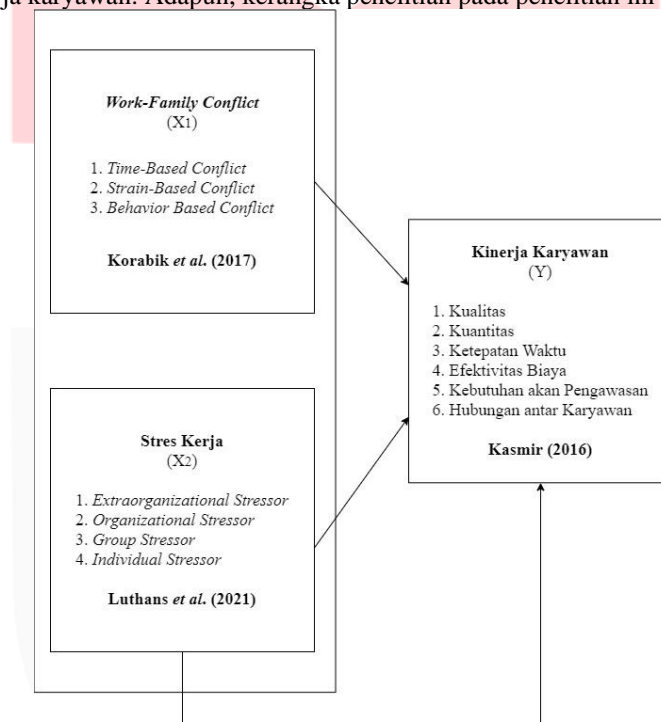 ja karyawan. Adapun, kerangka penelitian pada penelitian ini
Work-Family Conflict
(X1)
1. Time-Based Conflict
2. Strain-Based Conflict
3. Behavior Based Conflict
Korabik et al. (2017)
Stres Kerja
(X2)
1. Extraorganizational Stressor
2. Organizational Stressor
3. Group Stressor
4. Individual Stressor
Luthans et al. (2021)
Kinerja Karyawan
(Y)
1. Kualitas
2. Kuantitas
3. Ketepatan Waktu
4. Efektivitas Biaya
5. Kebutuhan akan Pengawasan
6. Hubungan antar Karyawan
Kasmir (2016)